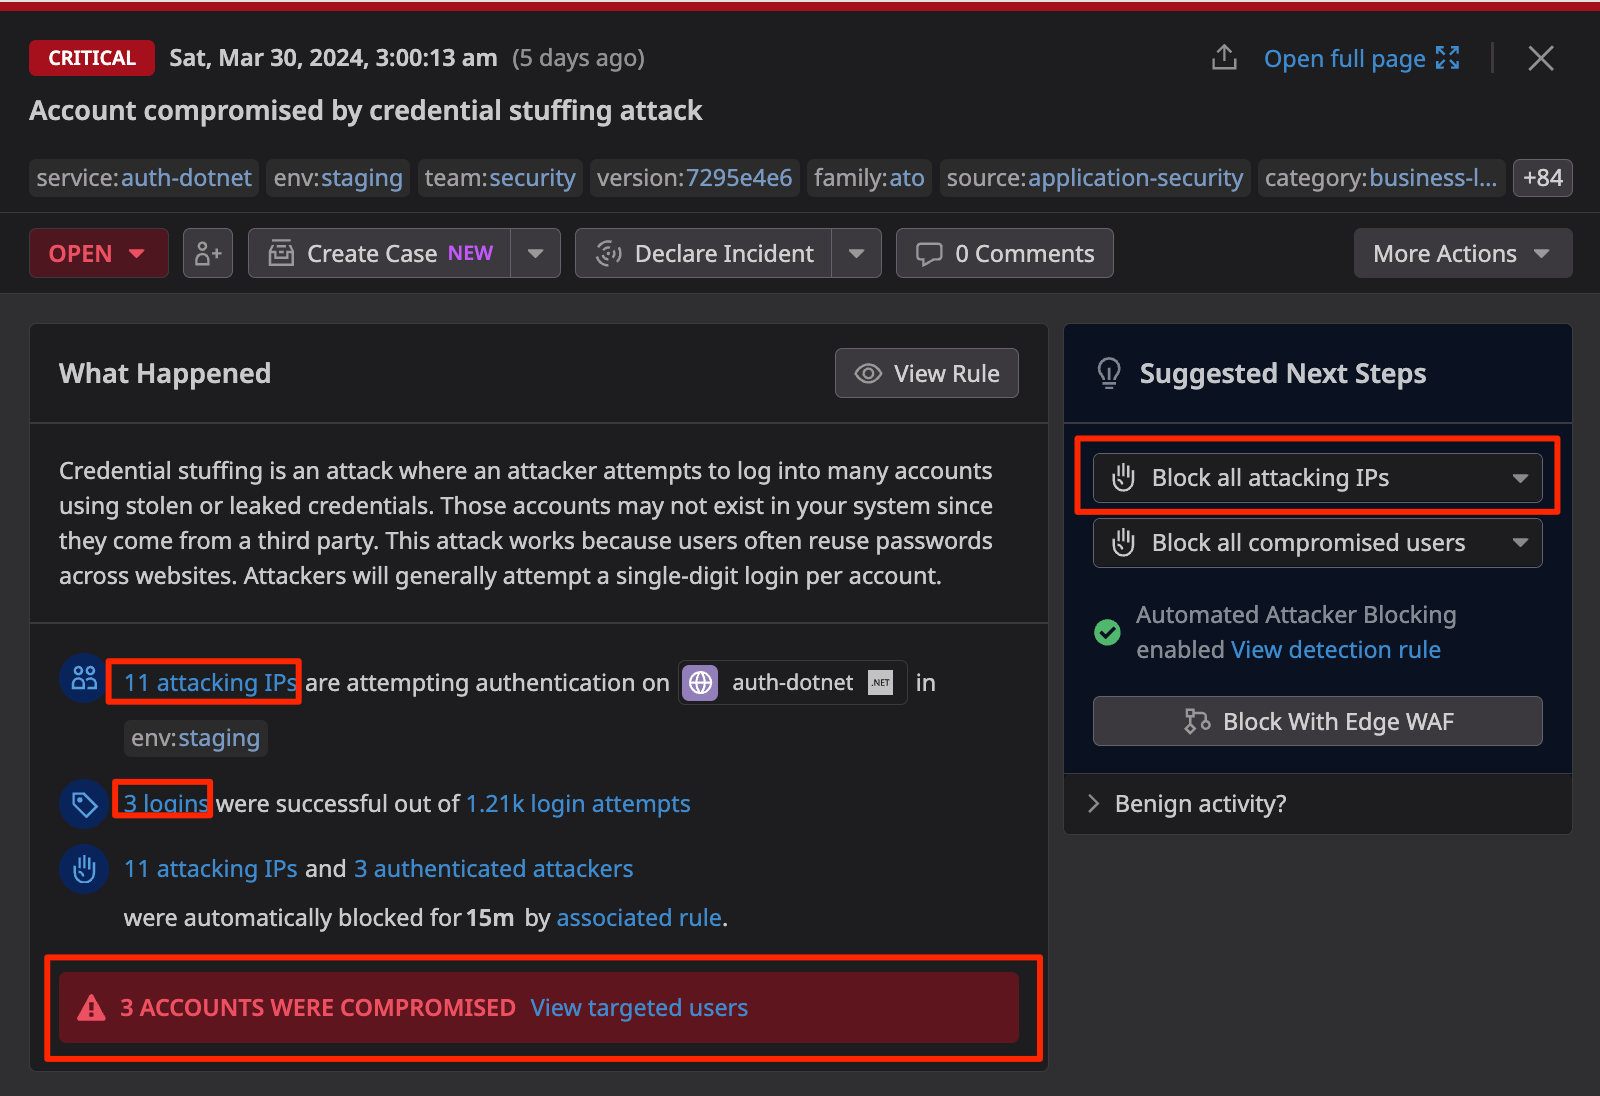 CRITICAL Sat, Mar 30, 2024, 3:00:13 am (5 days ago) Open full page
Account compromised by credential stuffing attack
service:auth-dotnet env:staging team:security version:7295e4e6 family:ato source:application-security category:business-l... +84
OPEN Create Case NEW Declare Incident 0 Comments More Actions
What Happened View Rule
Credential stuffing is an attack where an attacker attempts to log into many accounts
using stolen or leaked credentials. Those accounts may not exist in your system since
they come from a third party. This attack works because users often reuse passwords
across websites. Attackers will generally attempt a single-digit login per account.
11 attacking IPs are attempting authentication on auth-dotnet .NET in
env:staging
3 logins were successful out of 1.21k login attempts
11 attacking IPs and 3 authenticated attackers
were automatically blocked for 15m by associated rule.
3 ACCOUNTS WERE COMPROMISED View targeted users
Suggested Next Steps
Block all attacking IPs
Block all compromised users
Automated Attacker Blocking
enabled View detection rule
Block With Edge WAF
Benign activity?